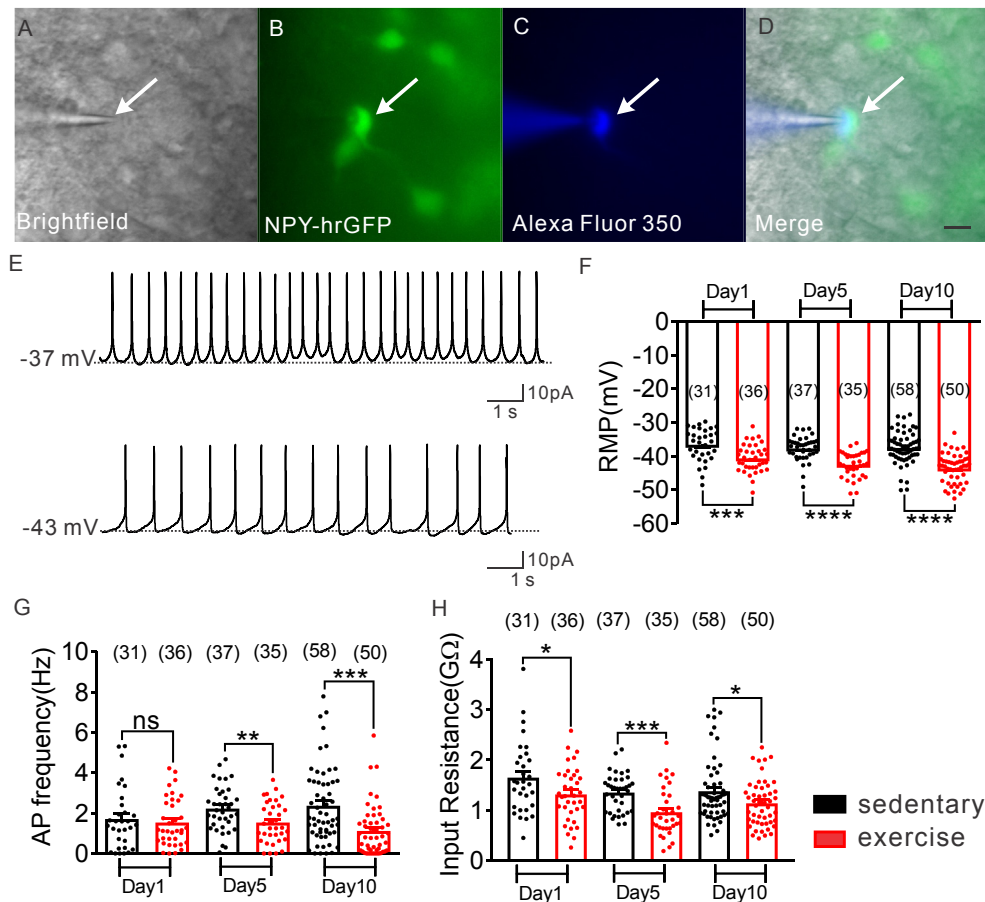 A
B
C
D
Brightfield
NPY-hrGFP
Alexa Fluor 350
Merge
E
-37 mV
10pA
1 s
-43 mV
10pA
1 s
F
Day1 Day5 Day10
0
-10
-20
-30
-40
-50
-60
RMP(mV)
(31) (36) (37) (35) (58) (50)
*** **** ****
G
(31) (36) (37) (35) (58) (50)
10
8
6
4
2
0
AP frequency(Hz)
ns ** ***
Day1 Day5 Day10
H
(31) (36) (37) (35) (58) (50)
4
3
2
1
0
Input Resistance(GΩ)
* *** *
Day1 Day5 Day10
sedentary
exercise